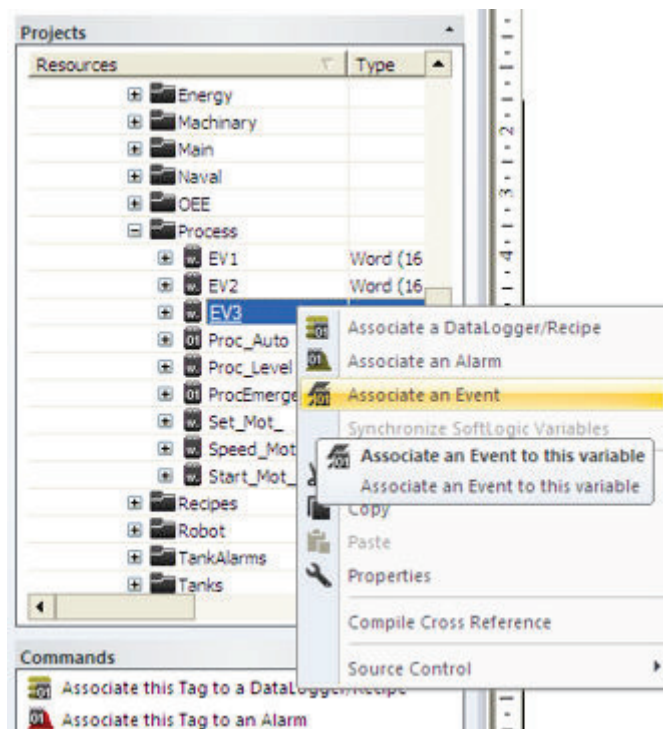 Projects
Resources Type
Energy
Machinary
Main
Naval
OEE
Process
EV1 Word (16
EV2 Word (16
EV3
Proc_Auto
Proc_Level
ProcEmerge
Set_Mot_
Speed_Mot
Start_Mot_
Recipes
Robot
TankAlarms
Tanks
Associate a DataLogger/Recipe
Associate an Alarm
Associate an Event
Synchronize SoftLogic Variables
Associate an Event to this variable
Associate an Event to this variable
Copy
Paste
Properties
Compile Cross Reference
Source Control
Commands
Associate this Tag to a DataLogger/Recipe
Associate this Tag to an Alarm
2
3
4